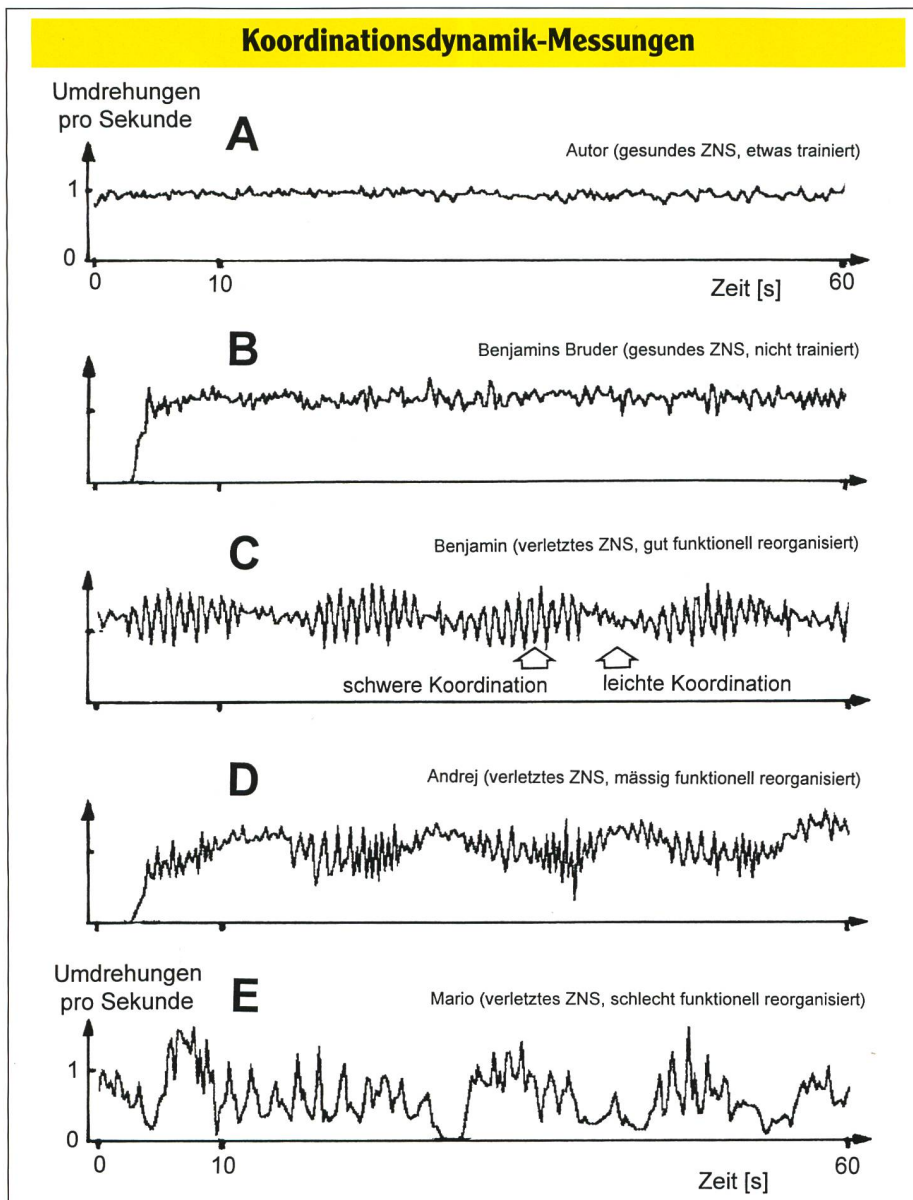 Koordinationsdynamik-Messungen
Umdrehungen
pro Sekunde
A
Autor (gesundes ZNS, etwas trainiert)
1
0
0
10
Zeit [s]
60
B
Benjamins Bruder (gesundes ZNS, nicht trainiert)
C
Benjamin (verletztes ZNS, gut funktionell reorganisiert)
schwere Koordination
leichte Koordination
D
Andrej (verletztes ZNS, mässig funktionell reorganisiert)
Umdrehungen
pro Sekunde
E
Mario (verletztes ZNS, schlecht funktionell reorganisiert)
1
0
0
10
Zeit [s]
60